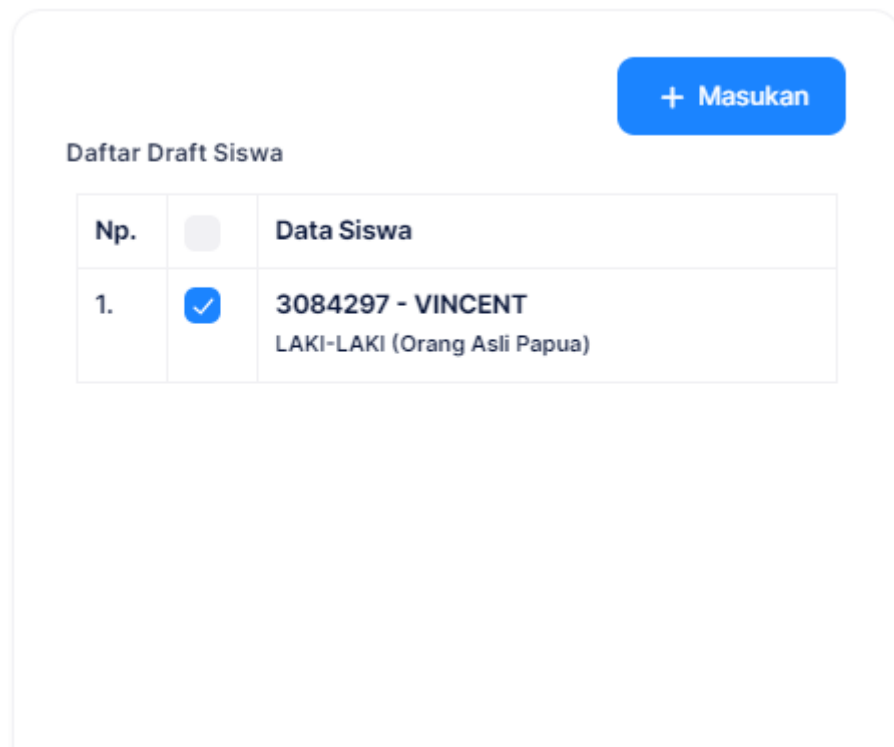 + Masukan
Daftar Draft Siswa
Np. Data Siswa
1. 3084297 - VINCENT
LAKI-LAKI (Orang Asli Papua)